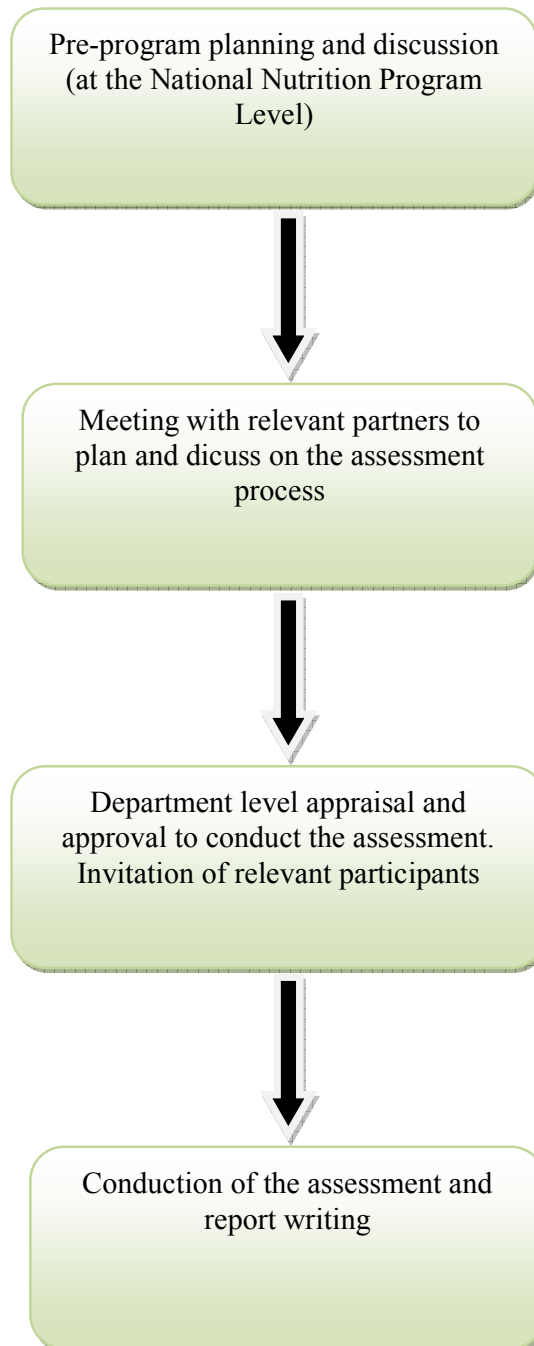 Pre-program planning and discussion
(at the National Nutrition Program
Level)
Meeting with relevant partners to
plan and dicuss on the assessment
process
Department level appraisal and
approval to conduct the assessment.
Invitation of relevant participants
Conduction of the assessment and
report writing